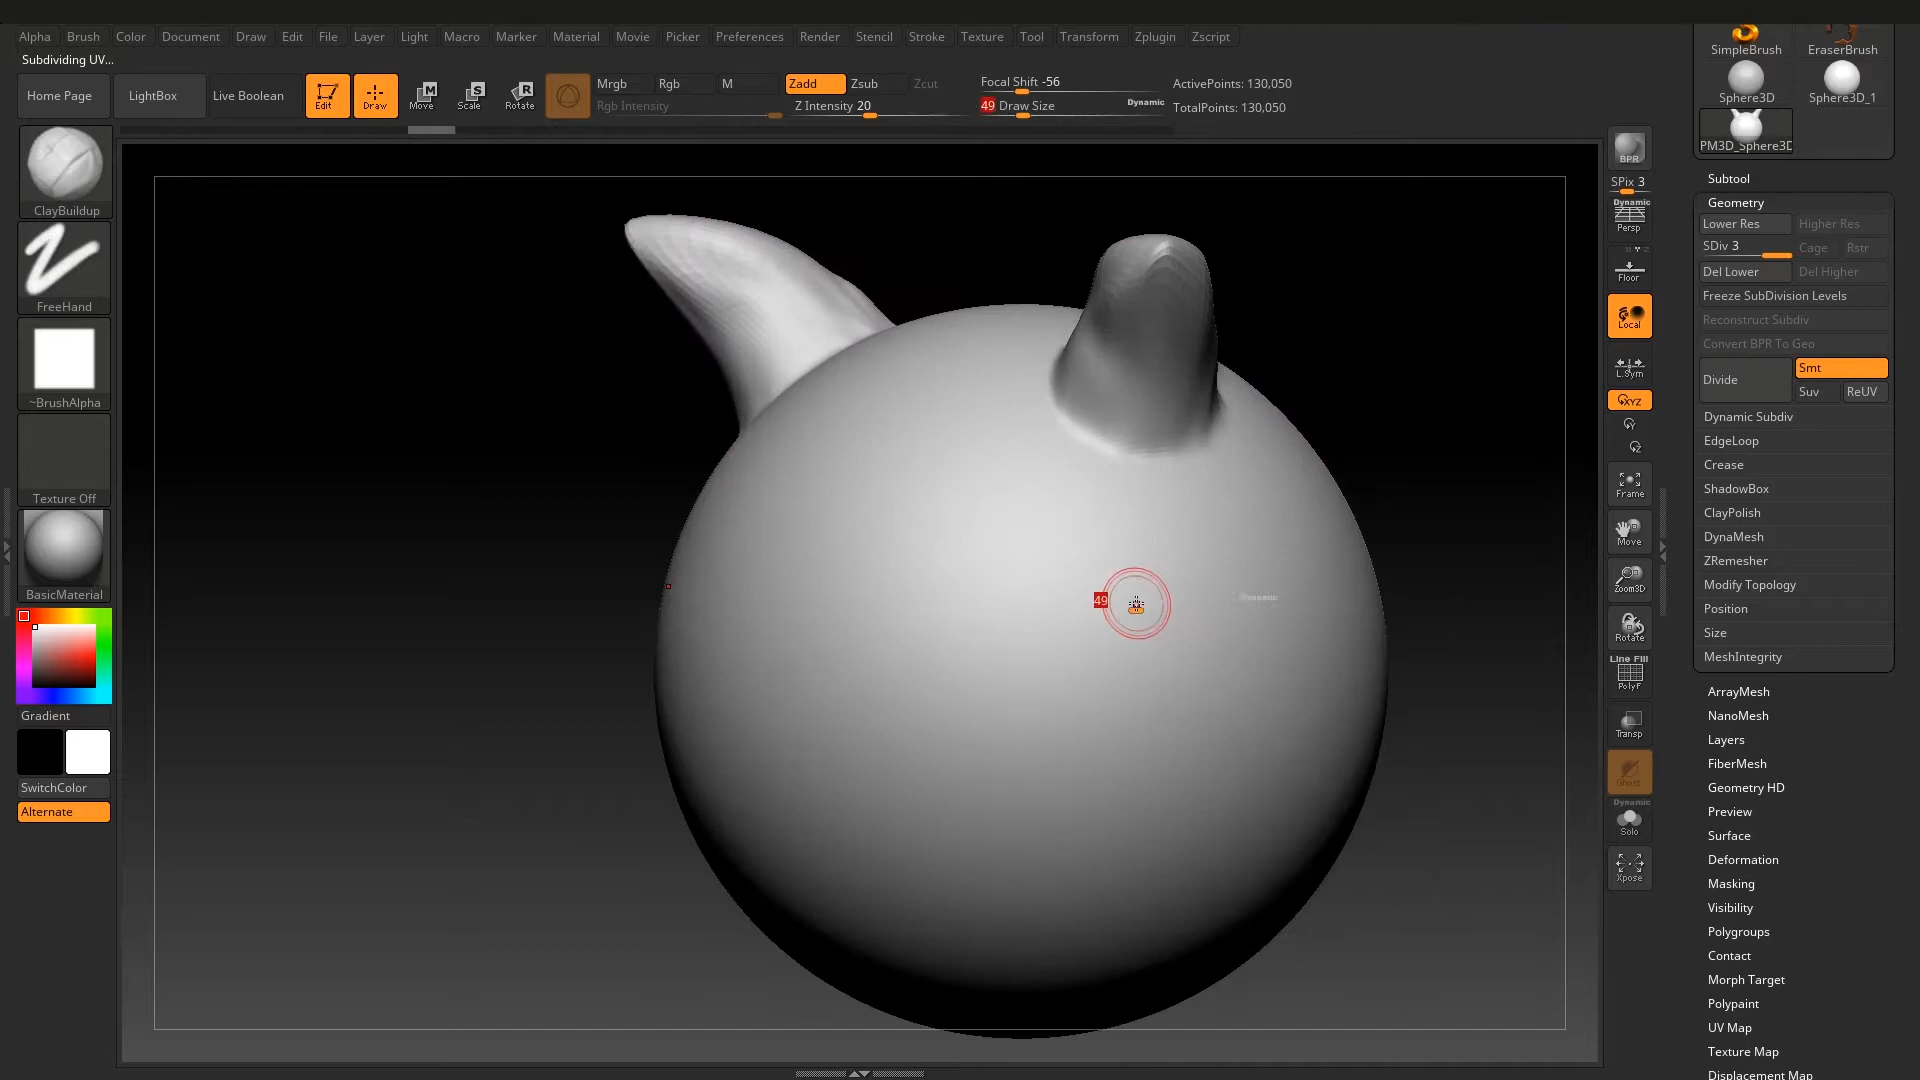 Alpha Brush Color Document Draw Edit File Layer Light Macro Marker Material Movie Picker Preferences Render Stencil Stroke Texture Tool Transform Zplugin Zscript
Subdividing UV...
Home Page LightBox Live Boolean Edit Draw Move Scale Rotate
M S R
Mrgb Rgb M Zadd Zsub Zcut
Rgb Intensity Z Intensity 20
Focal Shift -56
49 Draw Size Dynamic
ActivePoints: 130,050
TotalPoints: 130,050
ClayBuildup
FreeHand
~BrushAlpha
Texture Off
BasicMaterial
Gradient
SwitchColor
Alternate
49
Dynamic
BPR
SPix 3
Dynamic
Persp
Floor
Local
L.Sym
XYZ
Y
Z
Frame
Move
Zoom3D
Rotate
Line Fill
PolyF
Transp
Ghost
Dynamic
Solo
Xpose
SimpleBrush EraserBrush
Sphere3D Sphere3D_1
PM3D_Sphere3D
Subtool
Geometry
Lower Res Higher Res
SDiv 3 Cage Rstr
Del Lower Del Higher
Freeze SubDivision Levels
Reconstruct Subdiv
Convert BPR To Geo
Divide Smt
Suv ReUV
Dynamic Subdiv
EdgeLoop
Crease
ShadowBox
ClayPolish
DynaMesh
ZRemesher
Modify Topology
Position
Size
MeshIntegrity
ArrayMesh
NanoMesh
Layers
FiberMesh
Geometry HD
Preview
Surface
Deformation
Masking
Visibility
Polygroups
Contact
Morph Target
Polypaint
UV Map
Texture Map
Displacement Map